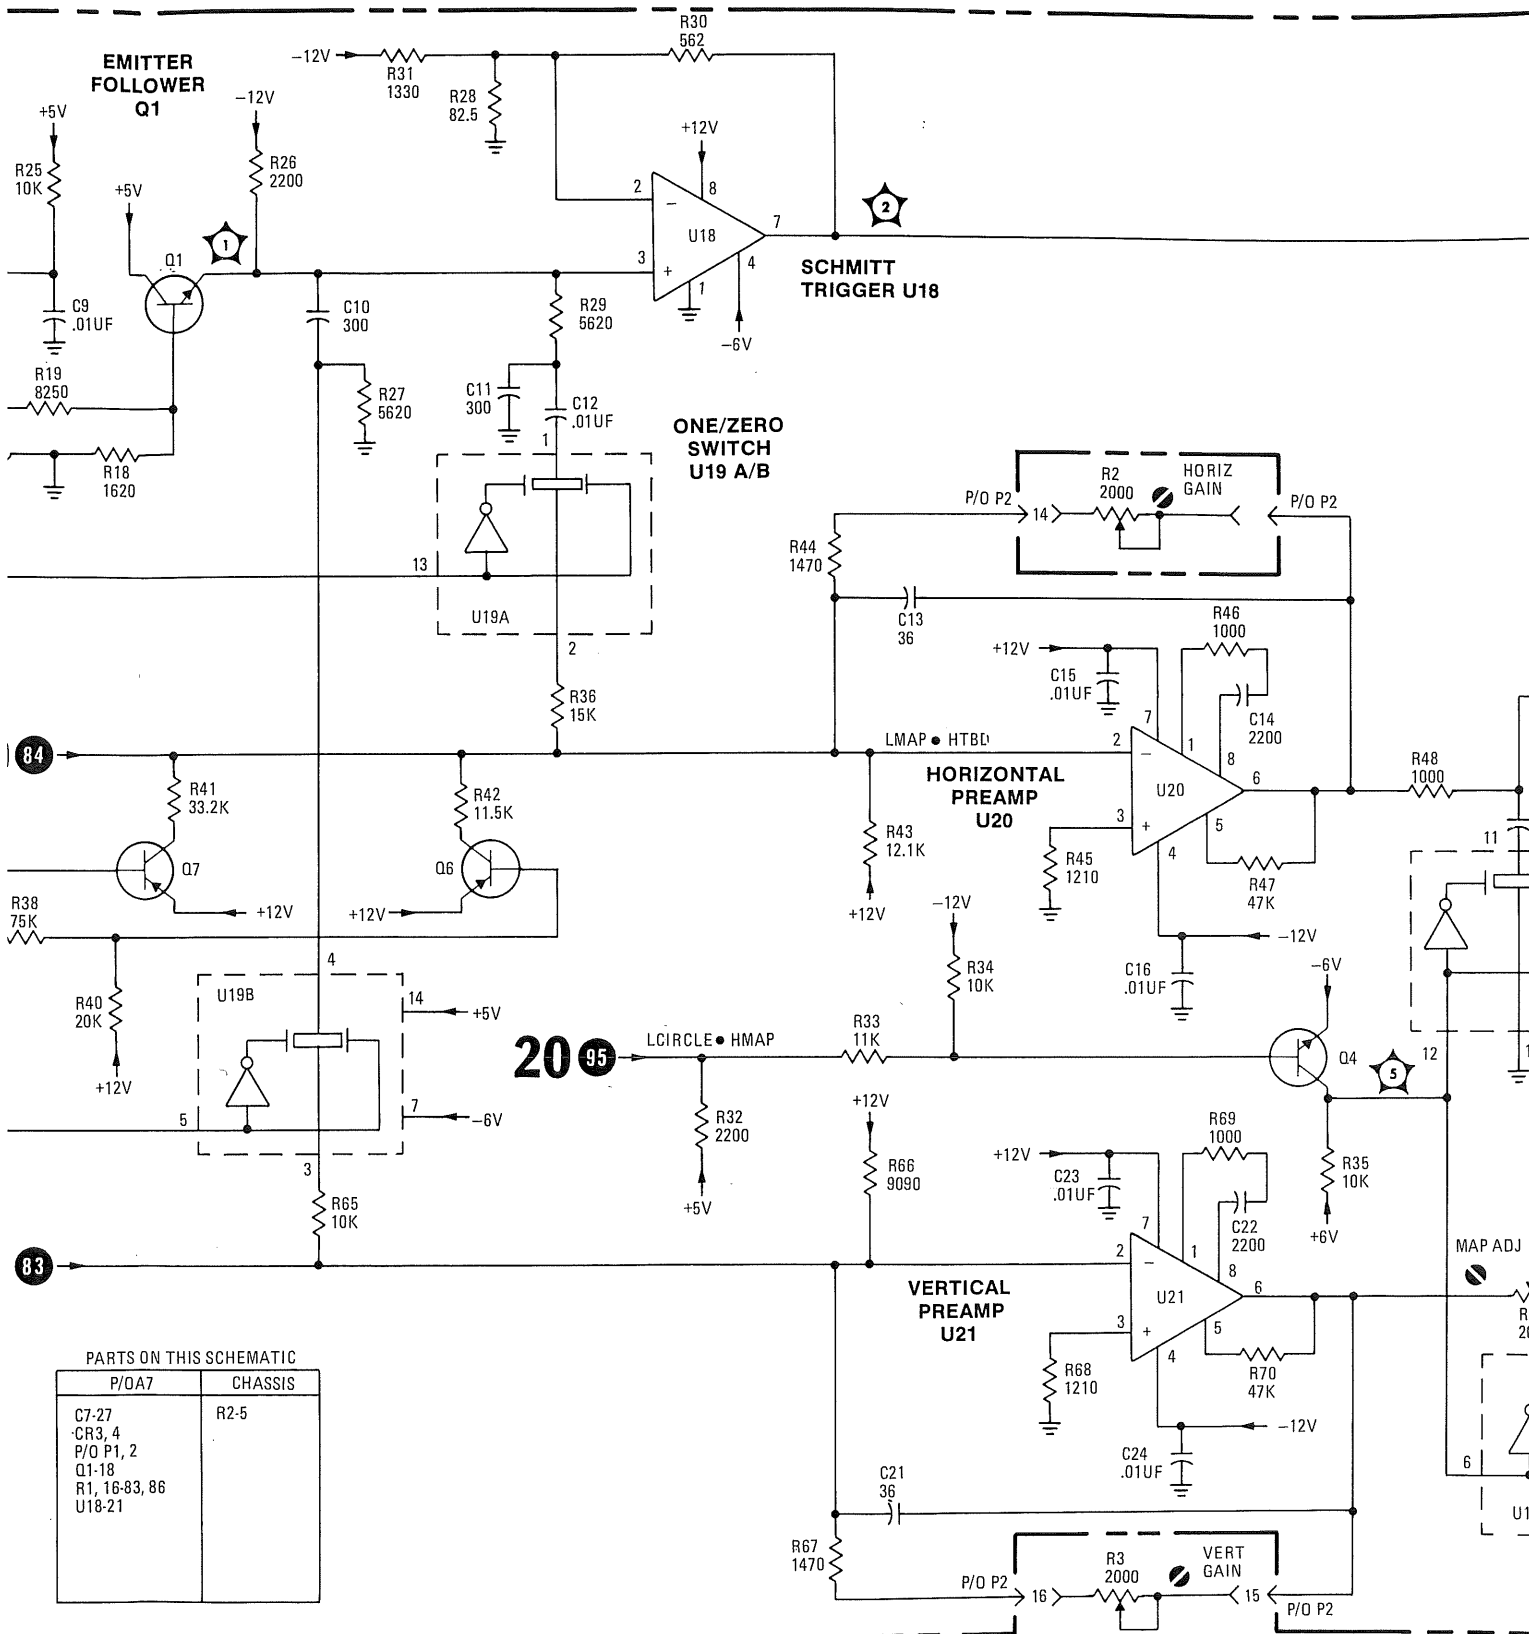 EMITTER
FOLLOWER
Q1
–12V
R31
1330
R30
562
R28
82.5
+5V
R25
10K
–12V
R26
2200
+5V
1
Q1
+12V
2
8
–
U18
7
3
+
4
1
–6V
2
SCHMITT
TRIGGER U18
C9
.01UF
C10
300
R29
5620
R19
8250
R27
5620
C11
300
C12
.01UF
R18
1620
ONE/ZERO
SWITCH
U19 A/B
1
13
U19A
2
R36
15K
P/O P2
14
R2
2000
HORIZ
GAIN
P/O P2
R44
1470
C13
36
R46
1000
+12V
C15
.01UF
C14
2200
84
LMAP ● HTBD
7
2
–
1
8
U20
6
3
+
5
4
HORIZONTAL
PREAMP
U20
R48
1000
R41
33.2K
R42
11.5K
R43
12.1K
+12V
R45
1210
R47
47K
11
Q7
+12V
Q6
+12V
R38
75K
–12V
–12V
R34
10K
C16
.01UF
–6V
R40
20K
+12V
4
U19B
14
+5V
7
–6V
5
3
20 95
LCIRCLE ● HMAP
R33
11K
Q4
5
12
R32
2200
+5V
+12V
R66
9090
+12V
C23
.01UF
R69
1000
C22
2200
R35
10K
+6V
R65
10K
83
7
2
–
1
8
U21
6
3
+
5
4
VERTICAL
PREAMP
U21
MAP ADJ
R68
1210
R70
47K
–12V
C24
.01UF
6
C21
36
R67
1470
P/O P2
16
R3
2000
VERT
GAIN
15
P/O P2
PARTS ON THIS SCHEMATIC
P/OA7 CHASSIS
C7-27 R2-5
CR3, 4
P/O P1, 2
Q1-18
R1, 16-83, 86
U18-21